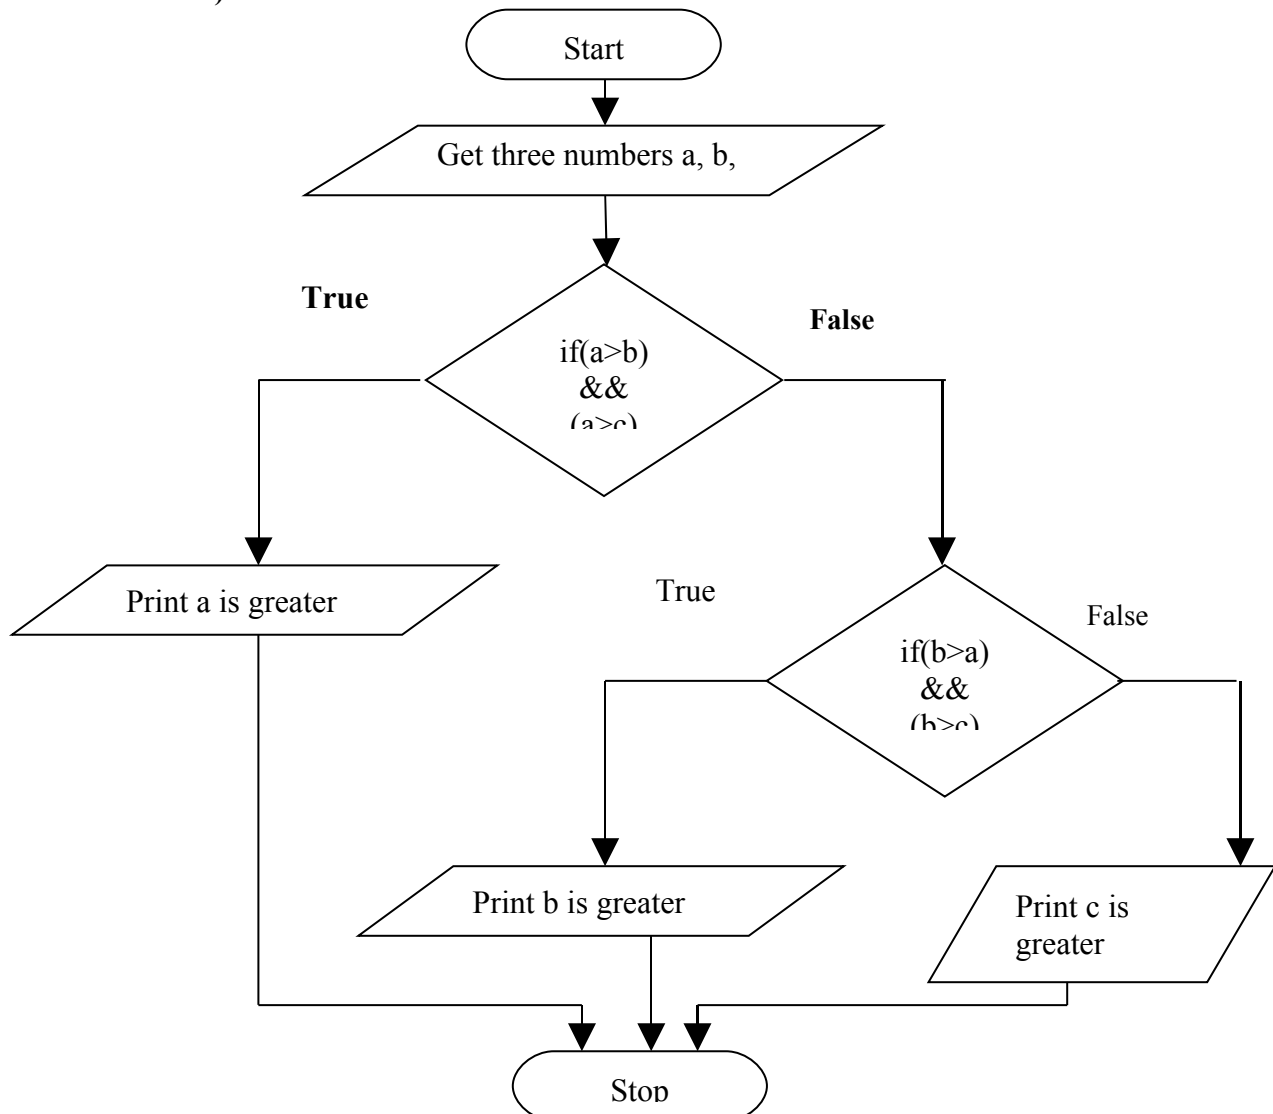 )
Start
Get three numbers a, b,
True
False
if(a>b)
&&
(a>c)
Print a is greater
True
False
if(b>a)
&&
(b>c)
Print b is greater
Print c is
greater
Stop